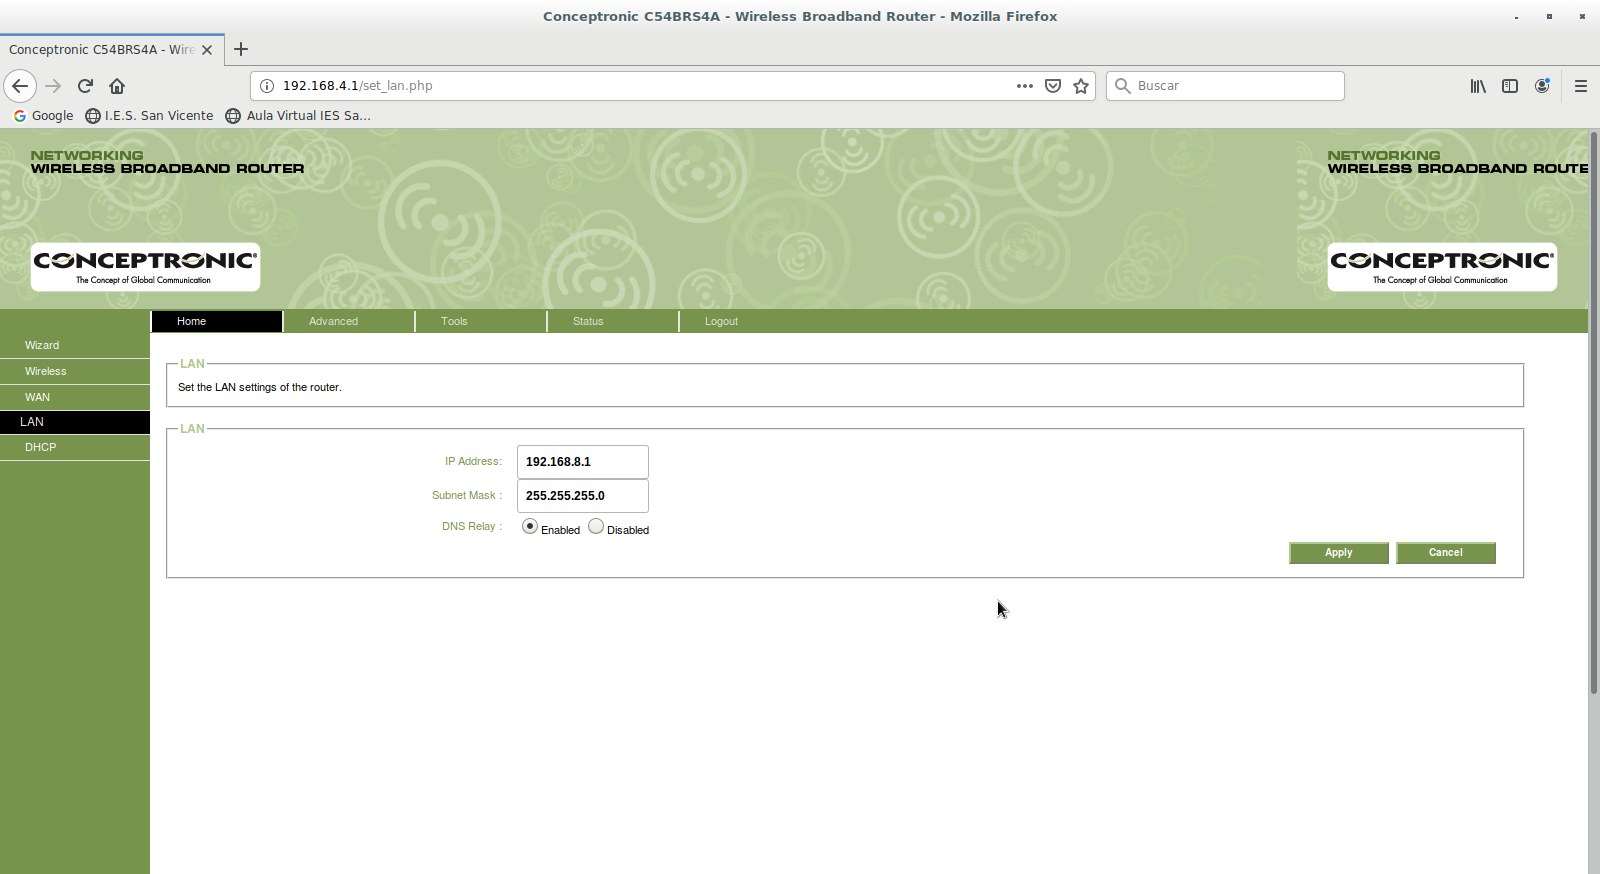 Conceptronic C54BRS4A - Wireless Broadband Router - Mozilla Firefox
Conceptronic C54BRS4A - Wire
192.168.4.1/set_lan.php
Buscar
Google
I.E.S. San Vicente
Aula Virtual IES Sa...
NETWORKING
WIRELESS BROADBAND ROUTER
NETWORKING
WIRELESS BROADBAND ROUTE
CONCEPTRONIC®
The Concept of Global Communication
CONCEPTRONIC®
The Concept of Global Communication
Home
Advanced
Tools
Status
Logout
Wizard
Wireless
WAN
LAN
DHCP
LAN
Set the LAN settings of the router.
LAN
IP Address:
192.168.8.1
Subnet Mask :
255.255.255.0
DNS Relay :
Enabled
Disabled
Apply
Cancel